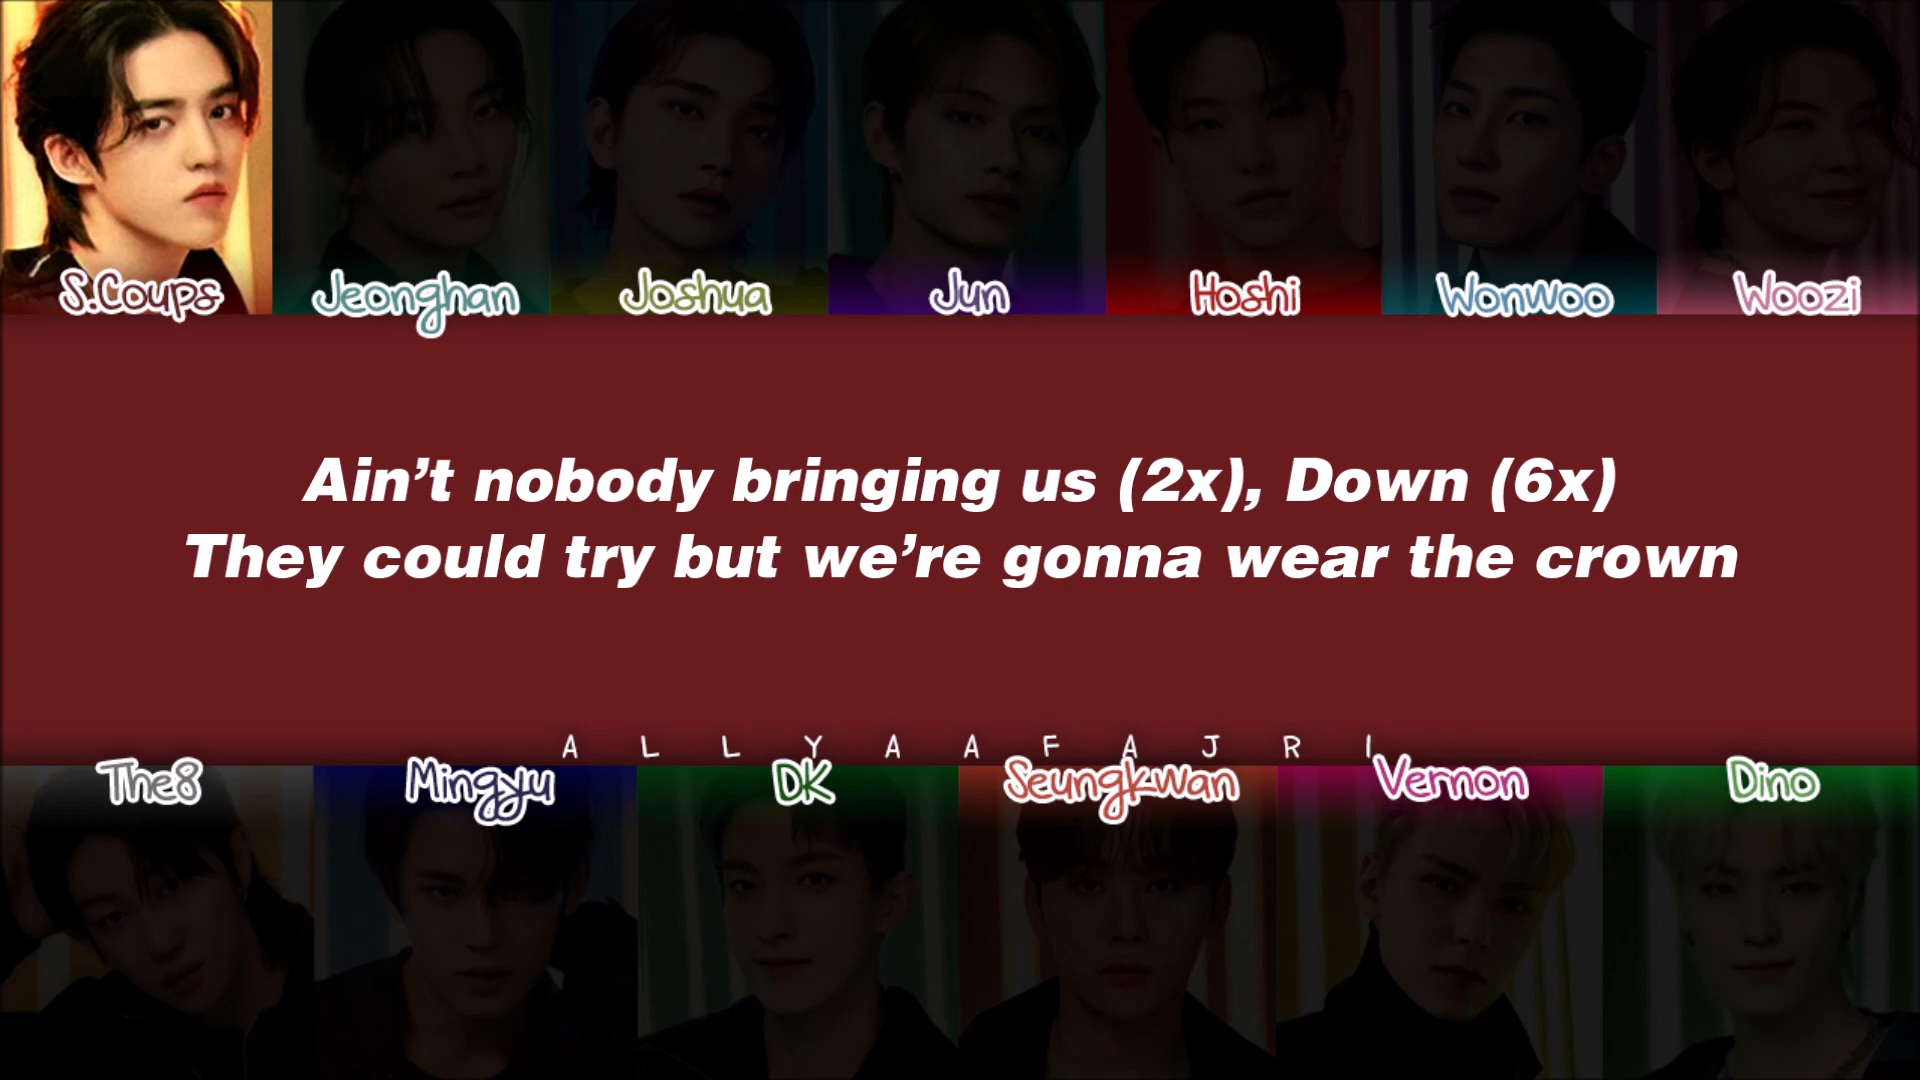 S.Coups Jeonghan Joshua Jun Hoshi Wonwoo Woozi
Ain’t nobody bringing us (2x), Down (6x)
They could try but we’re gonna wear the crown
A L L Y A A F A J R I
The8 Mingyu DK Seungkwan Vernon Dino